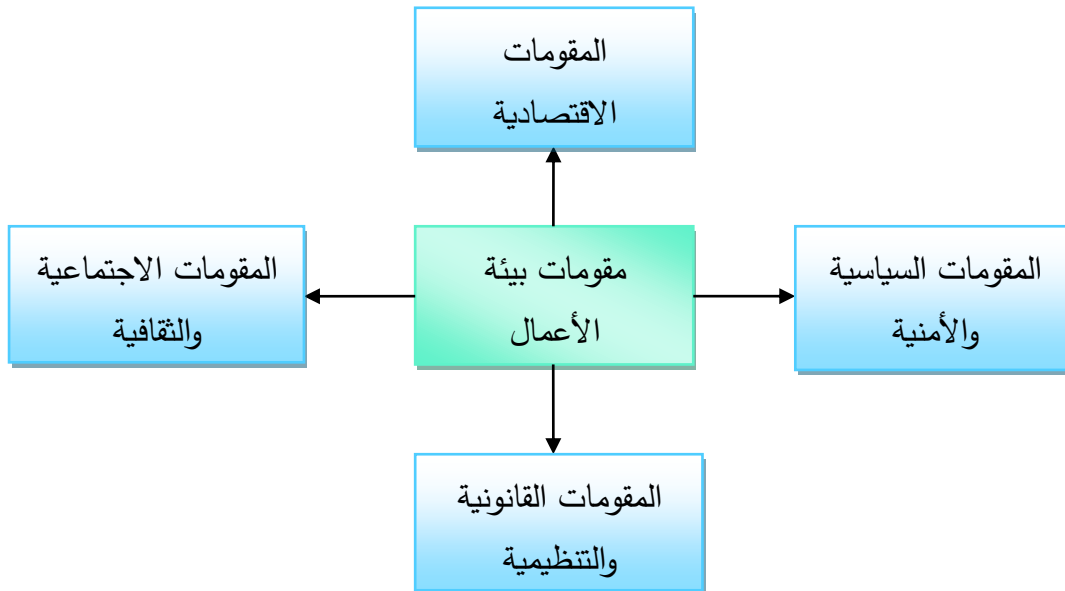 المقومات
الاقتصادية
المقومات السياسية
والأمنية
مقومات بيئة
الأعمال
المقومات الاجتماعية
والثقافية
المقومات القانونية
والتنظيمية